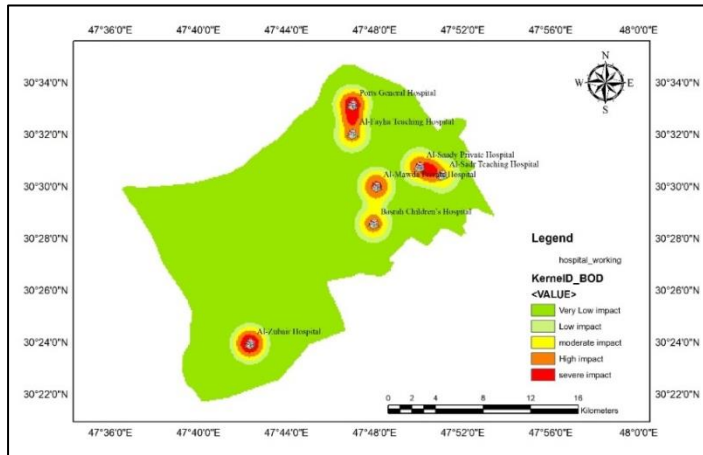 47°36'0"E 47°40'0"E 47°44'0"E 47°48'0"E 47°52'0"E 47°56'0"E 48°0'0"E
N
W E
S
30°34'0"N 30°34'0"N
Ports General Hospital
Al-Fayha Teaching Hospital
30°32'0"N 30°32'0"N
Al-Saady Private Hospital
Al-Sadr Teaching Hospital
Hospital
30°30'0"N 30°30'0"N
Basrah Children's Hospital
30°28'0"N 30°28'0"N
Legend
hospital_working
KernelD_BOD
<VALUE>
Very Low impact
Low impact
moderate impact
High impact
severe impact
30°26'0"N 30°26'0"N
Al-Zubair Hospital
30°24'0"N 30°24'0"N
30°22'0"N 30°22'0"N
0 2 4 8 12 16
Kilometers
47°36'0"E 47°40'0"E 47°44'0"E 47°48'0"E 47°52'0"E 47°56'0"E 48°0'0"E